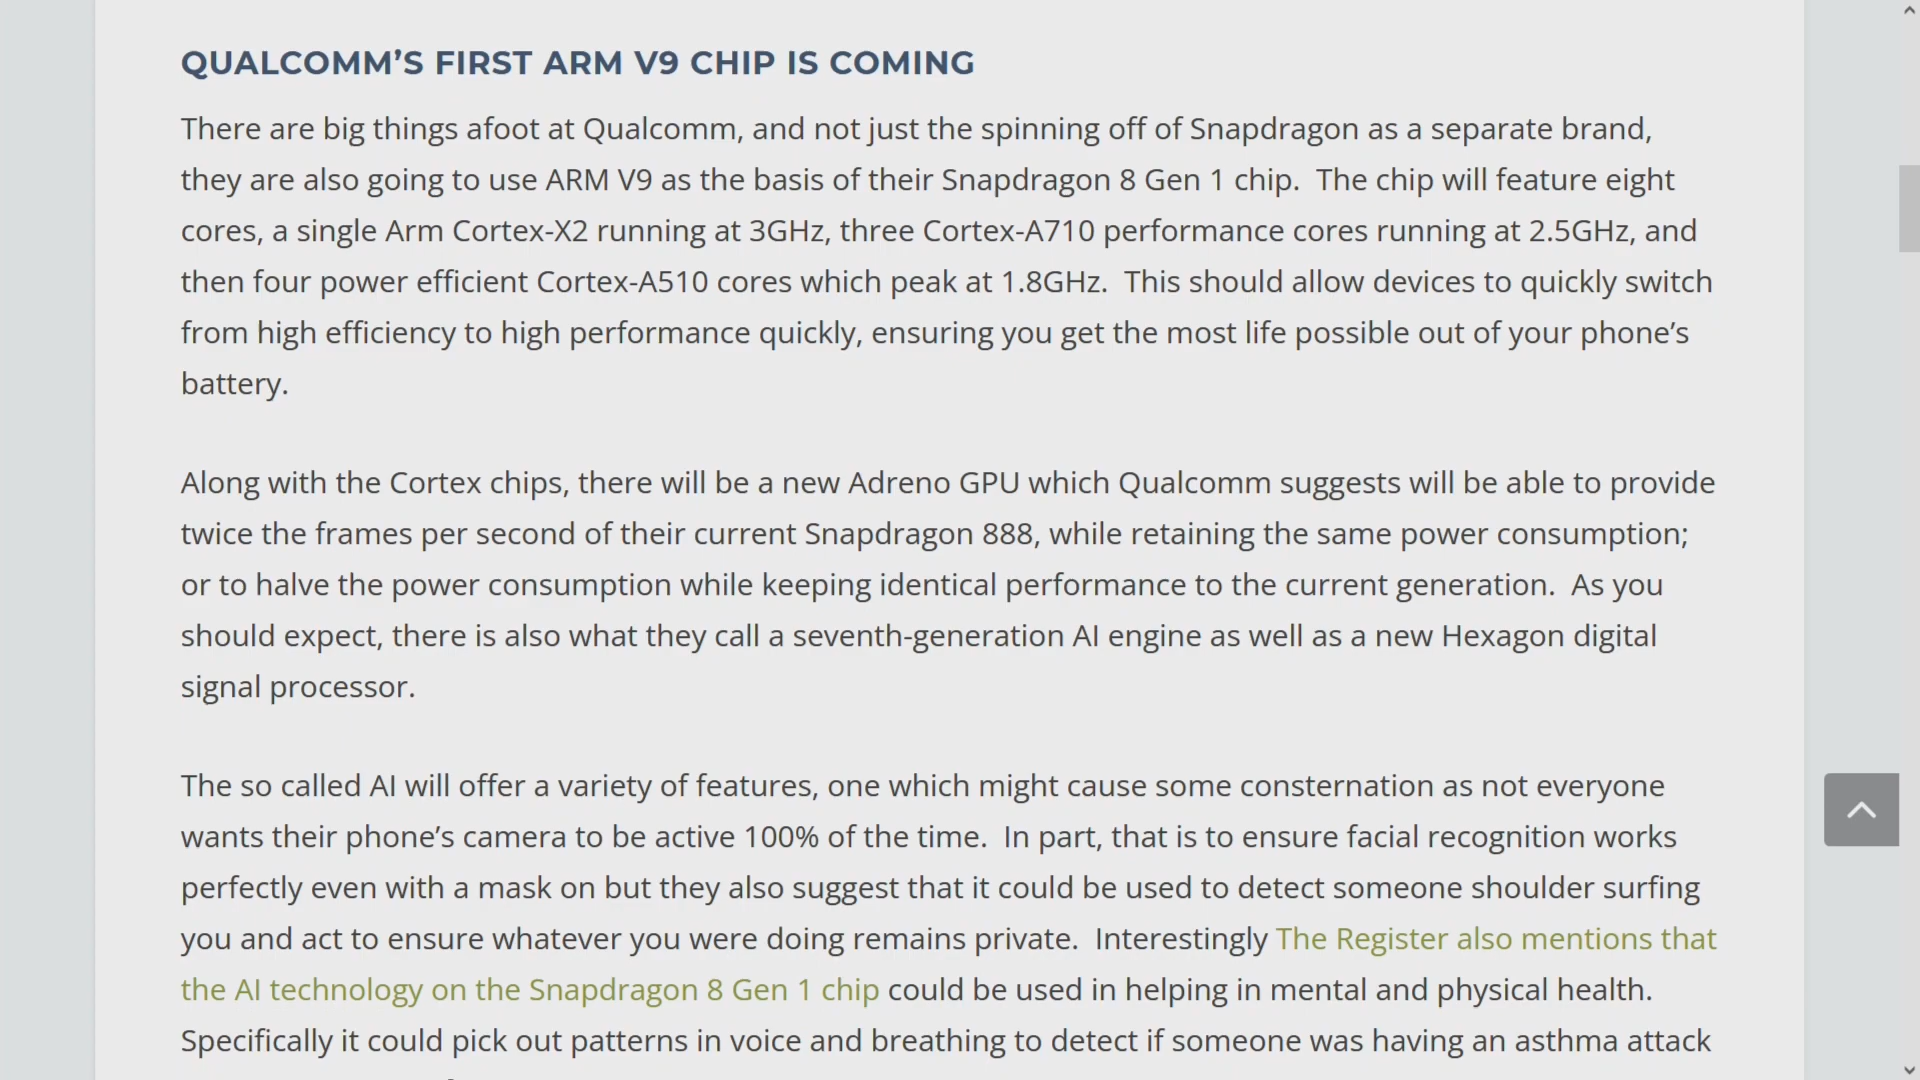 QUALCOMM’S FIRST ARM V9 CHIP IS COMING
There are big things afoot at Qualcomm, and not just the spinning off of Snapdragon as a separate brand,
they are also going to use ARM V9 as the basis of their Snapdragon 8 Gen 1 chip.  The chip will feature eight
cores, a single Arm Cortex-X2 running at 3GHz, three Cortex-A710 performance cores running at 2.5GHz, and
then four power efficient Cortex-A510 cores which peak at 1.8GHz.  This should allow devices to quickly switch
from high efficiency to high performance quickly, ensuring you get the most life possible out of your phone’s
battery.
Along with the Cortex chips, there will be a new Adreno GPU which Qualcomm suggests will be able to provide
twice the frames per second of their current Snapdragon 888, while retaining the same power consumption;
or to halve the power consumption while keeping identical performance to the current generation.  As you
should expect, there is also what they call a seventh-generation AI engine as well as a new Hexagon digital
signal processor.
The so called AI will offer a variety of features, one which might cause some consternation as not everyone
wants their phone’s camera to be active 100% of the time.  In part, that is to ensure facial recognition works
perfectly even with a mask on but they also suggest that it could be used to detect someone shoulder surfing
you and act to ensure whatever you were doing remains private.  Interestingly The Register also mentions that
the AI technology on the Snapdragon 8 Gen 1 chip could be used in helping in mental and physical health.
Specifically it could pick out patterns in voice and breathing to detect if someone was having an asthma attack